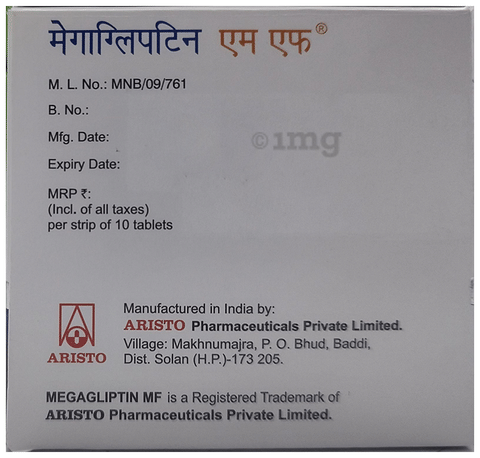 मेगाग्लिपटिन एम एफ®
M. L. No.: MNB/09/761
B. No.:
Mfg. Date:
©1mg
Expiry Date:
MRP ₹:
(Incl. of all taxes)
per strip of 10 tablets
Manufactured in India by:
ARISTO Pharmaceuticals Private Limited.
Village: Makhnumajra, P. O. Bhud, Baddi,
Dist. Solan (H.P.)-173 205.
ARISTO
MEGAGLIPTIN MF is a Registered Trademark of
ARISTO Pharmaceuticals Private Limited.